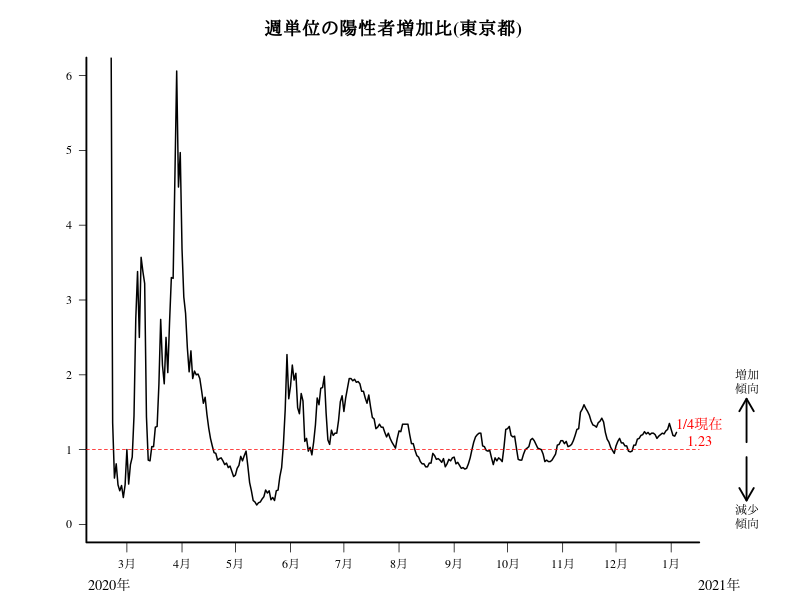 週単位の陽性者増加比(東京都)
6
5
4
3
2
1
0
増加
傾向
1/4現在
1.23
減少
傾向
3月
4月
5月
6月
7月
8月
9月
10月
11月
12月
1月
2020年
2021年